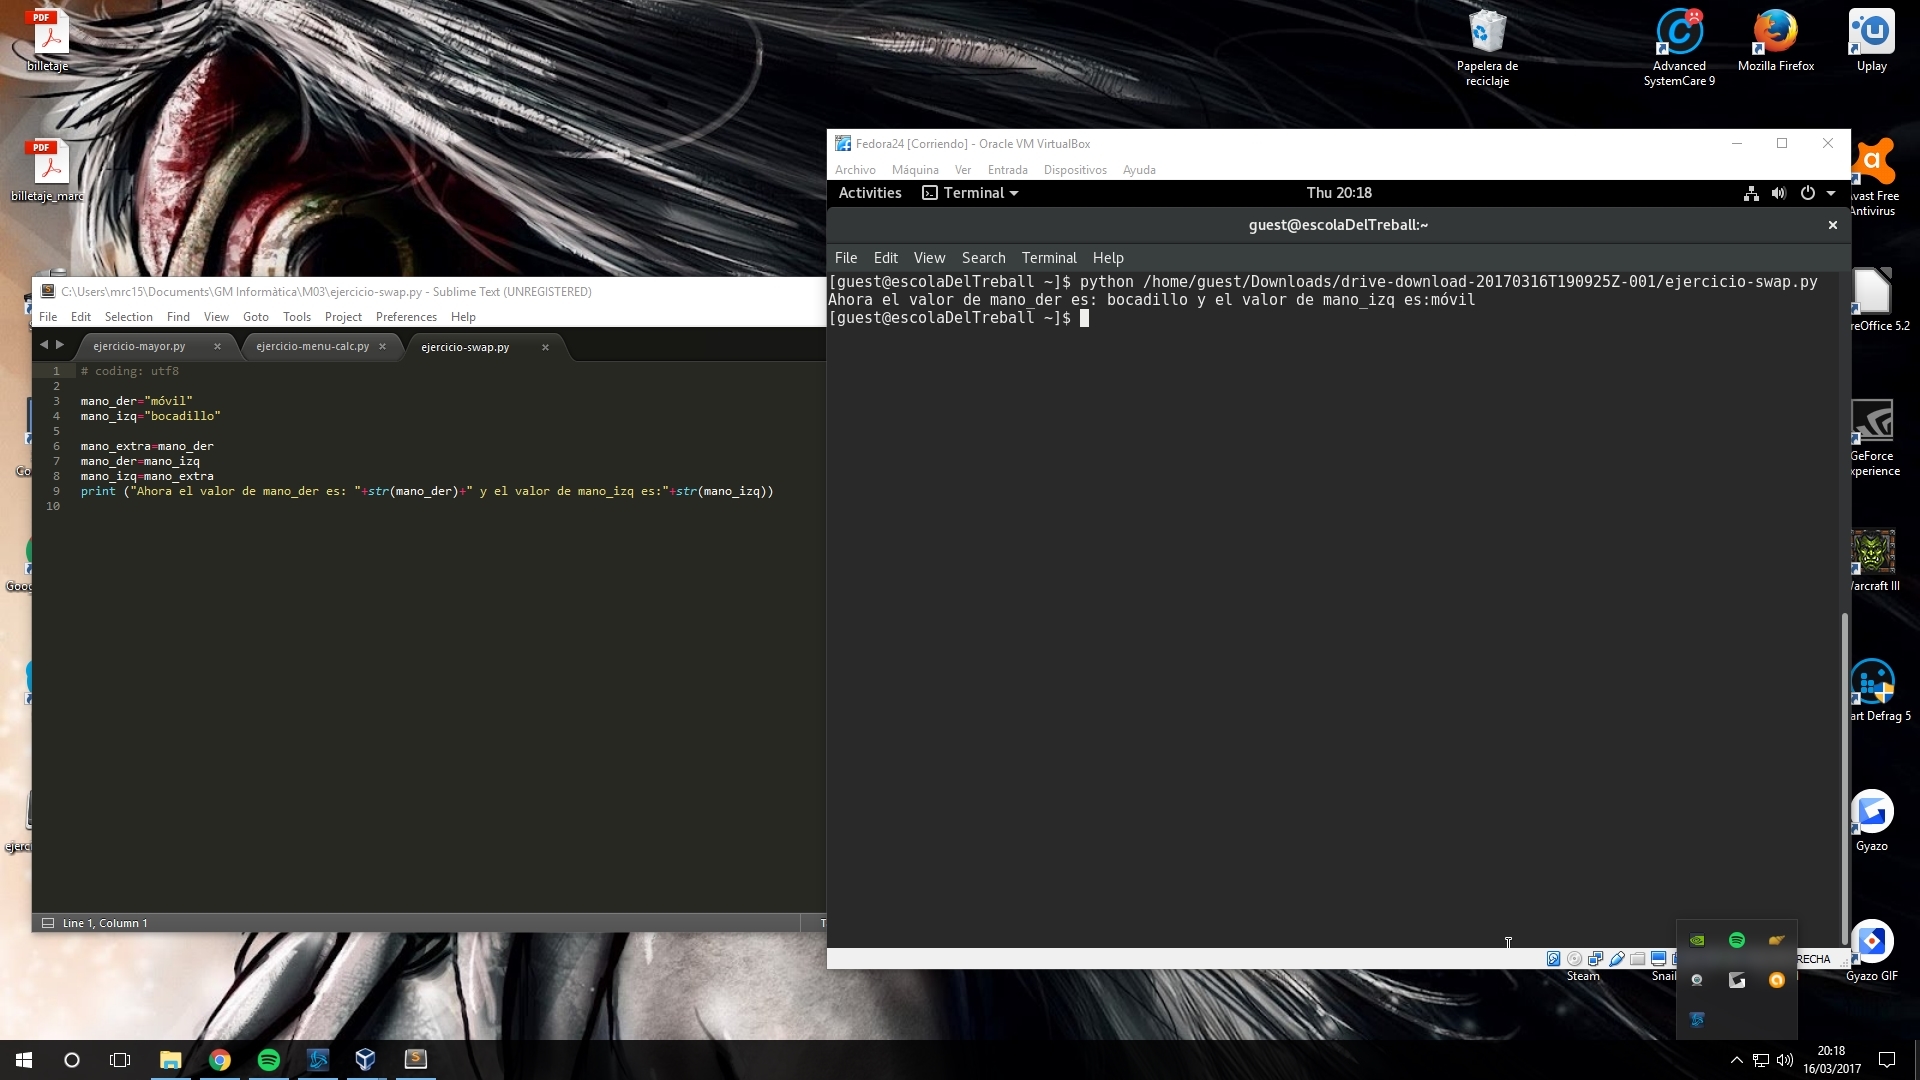 billetaje
billetaje_marc
Papelera de
reciclaje
Advanced
SystemCare 9
Mozilla Firefox
Uplay
Avast Free
Antivirus
reOffice 5.2
GeForce
xperience
Warcraft III
art Defrag 5
Gyazo
Gyazo GIF
Steam
Snail
Co
Goo
ejerc
C:\Users\mrc15\Documents\GM Informàtica\M03\ejercicio-swap.py - Sublime Text (UNREGISTERED)
File Edit Selection Find View Goto Tools Project Preferences Help
ejercicio-mayor.py ejercicio-menu-calc.py ejercicio-swap.py
1 # coding: utf8
2
3 mano_der="móvil"
4 mano_izq="bocadillo"
5
6 mano_extra=mano_der
7 mano_der=mano_izq
8 mano_izq=mano_extra
9 print ("Ahora el valor de mano_der es: "+str(mano_der)+" y el valor de mano_izq es:"+str(mano_izq))
10
Line 1, Column 1
T
Fedora24 [Corriendo] - Oracle VM VirtualBox
Archivo Máquina Ver Entrada Dispositivos Ayuda
Activities Terminal Thu 20:18
guest@escolaDelTreball:~
File Edit View Search Terminal Help
[guest@escolaDelTreball ~]$ python /home/guest/Downloads/drive-download-20170316T190925Z-001/ejercicio-swap.py
Ahora el valor de mano_der es: bocadillo y el valor de mano_izq es:móvil
[guest@escolaDelTreball ~]$
RECHA
20:18
16/03/2017